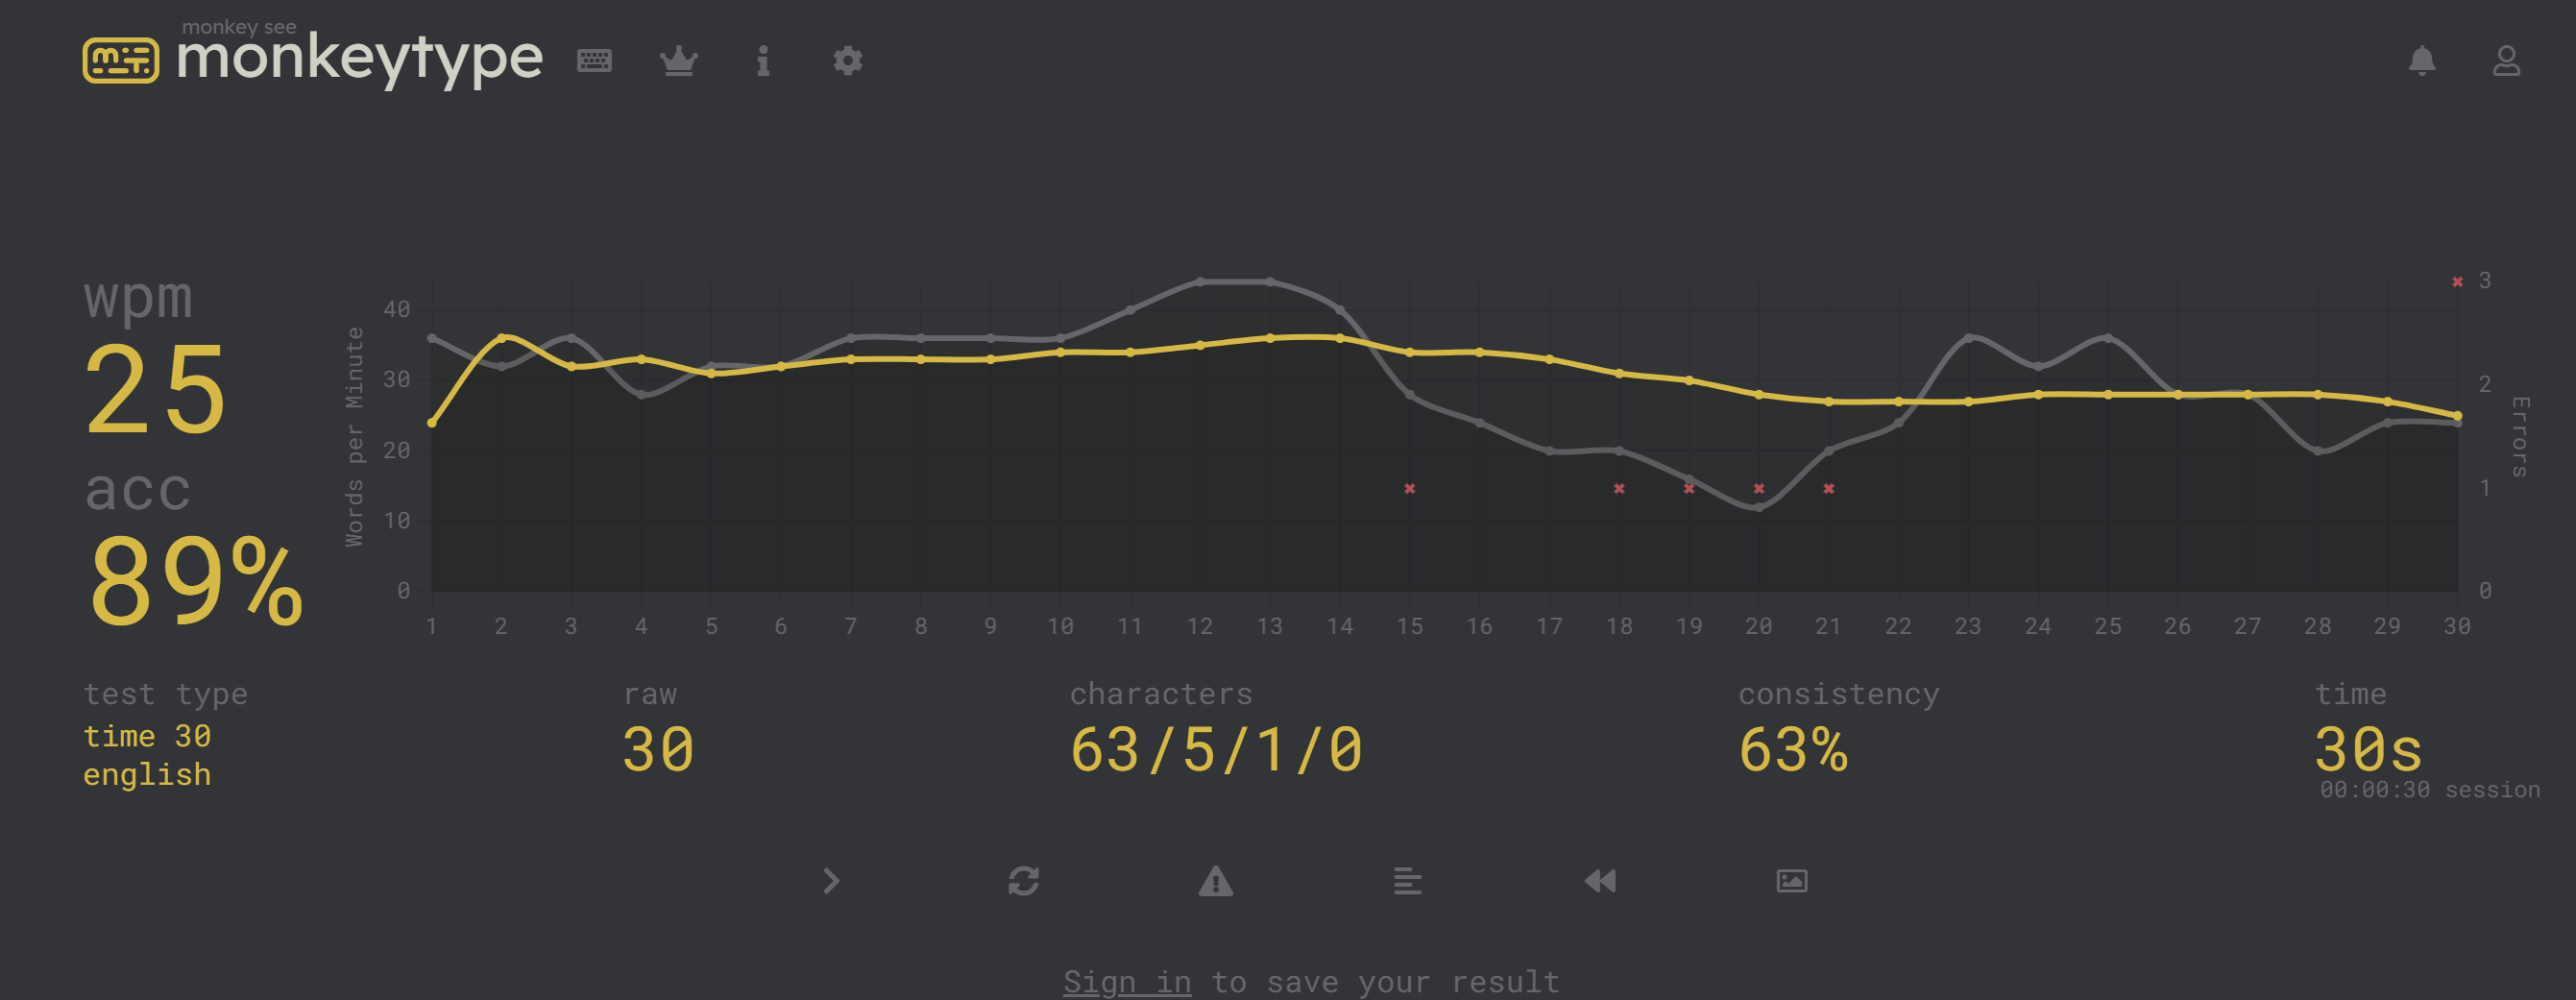 monkey see
monkeytype
wpm
25
acc
89%
Words per Minute
40
30
20
10
0
1 2 3 4 5 6 7 8 9 10 11 12 13 14 15 16 17 18 19 20 21 22 23 24 25 26 27 28 29 30
3
2
1
0
Errors
test type
time 30
english
raw
30
characters
63/5/1/0
consistency
63%
time
30s
00:00:30 session
Sign in to save your result